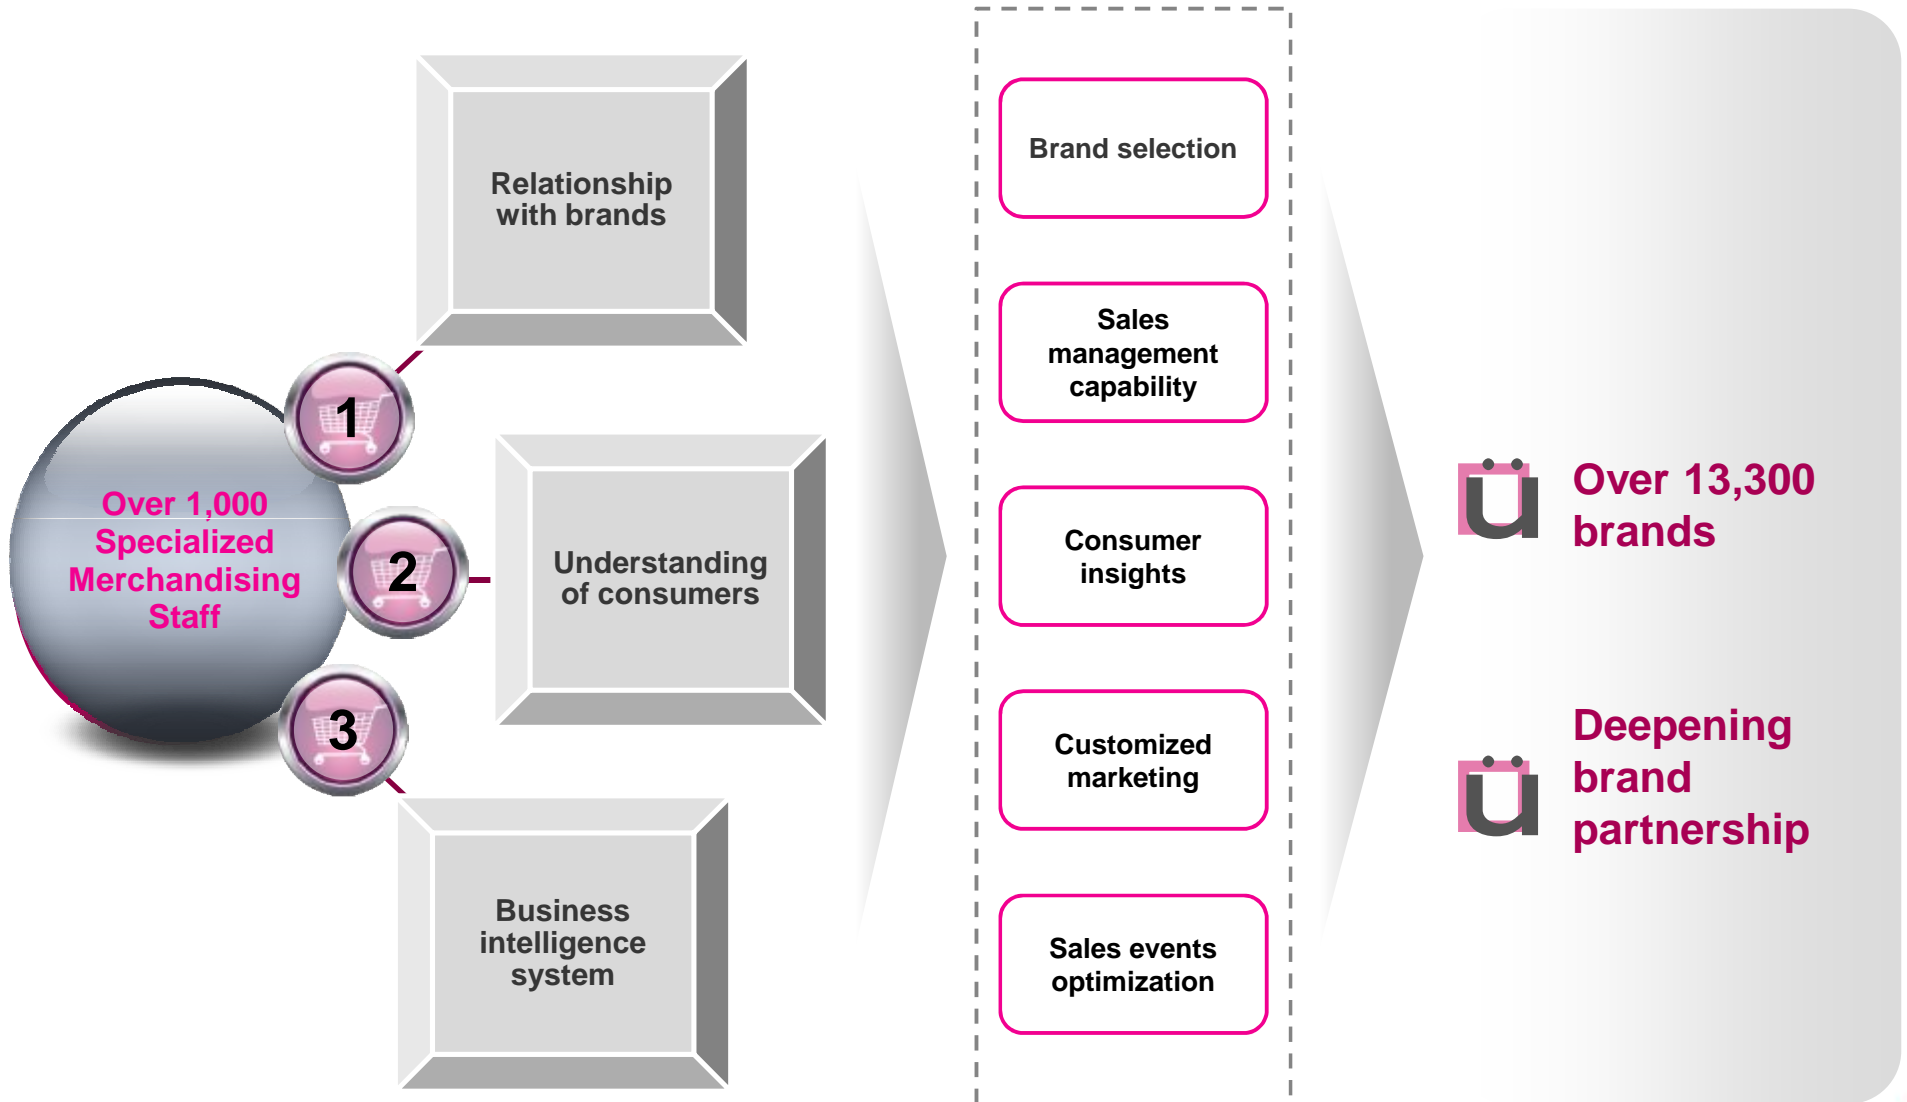 Over 1,000
Specialized
Merchandising
Staff
1
Relationship
with brands
2
Understanding
of consumers
3
Business
intelligence
system
Brand selection
Sales
management
capability
Consumer
insights
Customized
marketing
Sales events
optimization
ü
Over 13,300
brands
ü
Deepening
brand
partnership